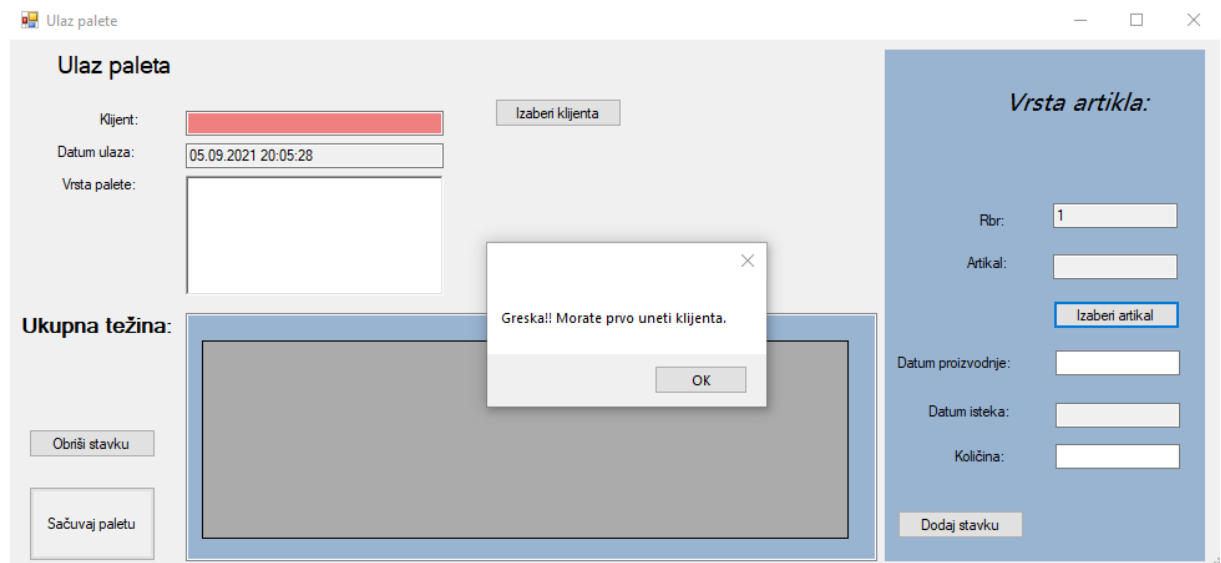 Ulaz palete
Ulaz paleta
Klijent:
Izaberi klijenta
Datum ulaza:
05.09.2021 20:05:28
Vrsta palete:
Ukupna težina:
Obriši stavku
Sačuvaj paletu
Greska!! Morate prvo uneti klijenta.
OK
Vrsta artikla:
Rbr:
1
Artikal:
Izaberi artikal
Datum proizvodnje:
Datum isteka:
Količina:
Dodaj stavku